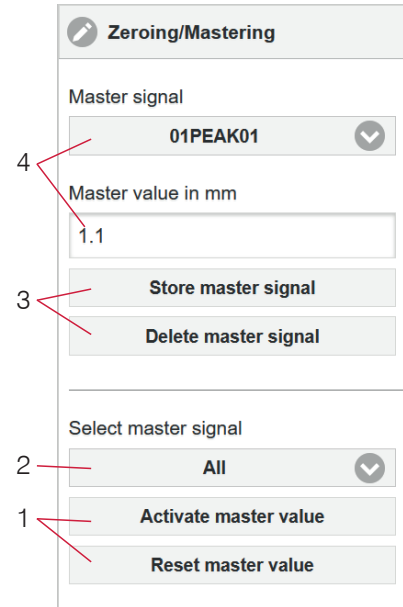 Zeroing/Mastering
Master signal
01PEAK01
4
Master value in mm
1.1
Store master signal
3
Delete master signal
Select master signal
2
All
Activate master value
1
Reset master value